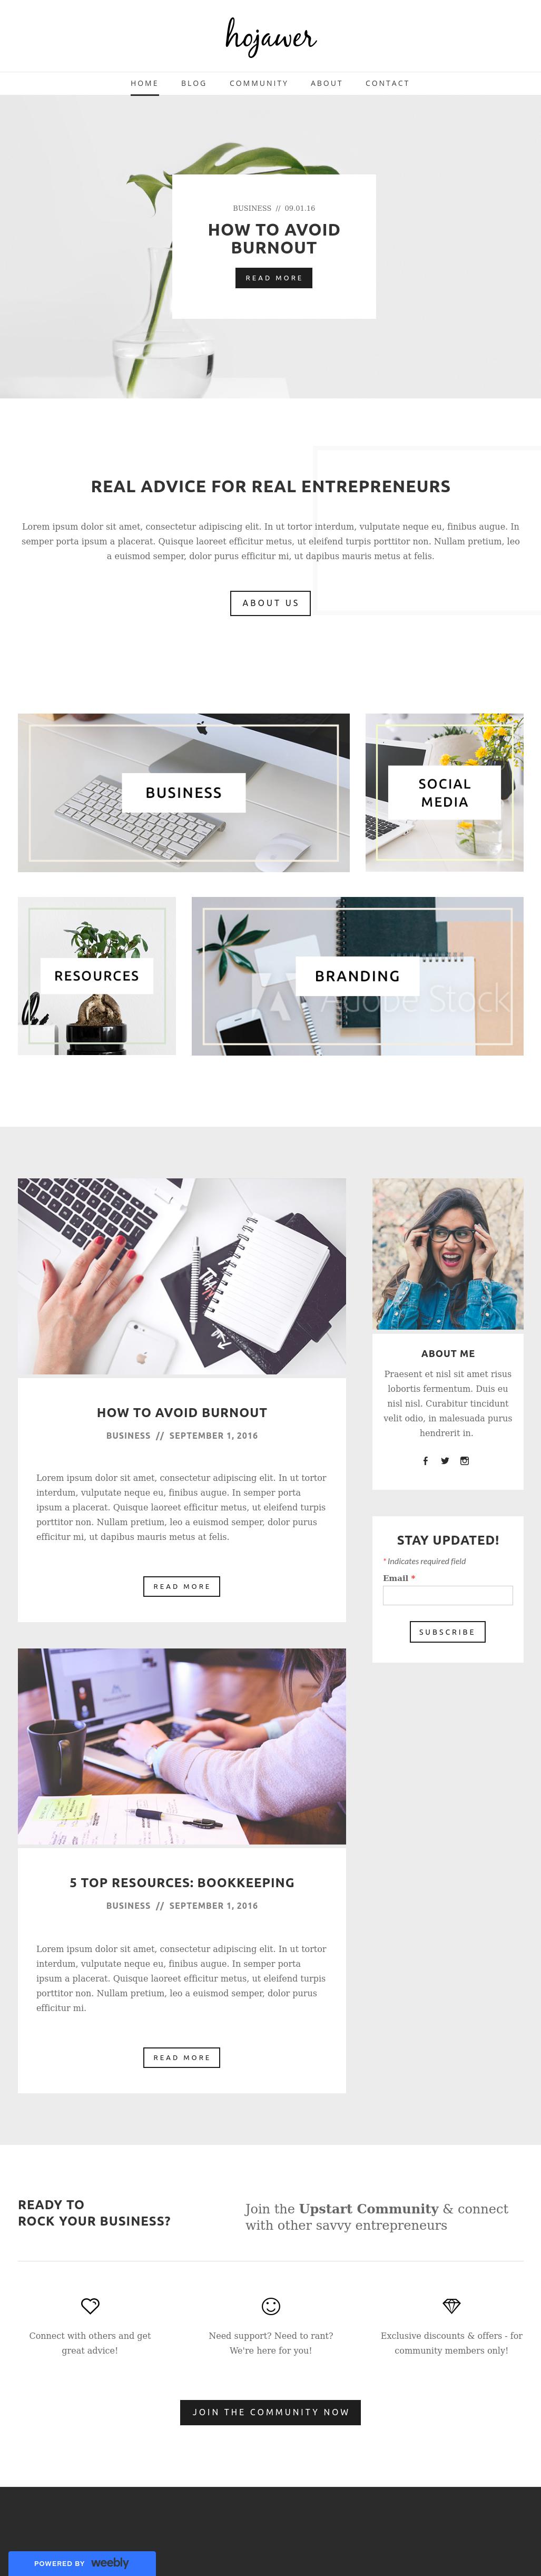 hojawer
HOME BLOG COMMUNITY ABOUT CONTACT
BUSINESS // 09.01.16
HOW TO AVOID
BURNOUT
READ MORE
REAL ADVICE FOR REAL ENTREPRENEURS
Lorem ipsum dolor sit amet, consectetur adipiscing elit. In ut tortor interdum, vulputate neque eu, finibus augue. In
semper porta ipsum a placerat. Quisque laoreet efficitur metus, ut eleifend turpis porttitor non. Nullam pretium, leo
a euismod semper, dolor purus efficitur mi, ut dapibus mauris metus at felis.
ABOUT US
BUSINESS
SOCIAL
MEDIA
RESOURCES
BRANDING
Adobe Stock
HOW TO AVOID BURNOUT
BUSINESS // SEPTEMBER 1, 2016
Lorem ipsum dolor sit amet, consectetur adipiscing elit. In ut tortor
interdum, vulputate neque eu, finibus augue. In semper porta
ipsum a placerat. Quisque laoreet efficitur metus, ut eleifend turpis
porttitor non. Nullam pretium, leo a euismod semper, dolor purus
efficitur mi, ut dapibus mauris metus at felis.
READ MORE
5 TOP RESOURCES: BOOKKEEPING
BUSINESS // SEPTEMBER 1, 2016
Lorem ipsum dolor sit amet, consectetur adipiscing elit. In ut tortor
interdum, vulputate neque eu, finibus augue. In semper porta
ipsum a placerat. Quisque laoreet efficitur metus, ut eleifend turpis
porttitor non. Nullam pretium, leo a euismod semper, dolor purus
efficitur mi.
READ MORE
ABOUT ME
Praesent et nisl sit amet risus
lobortis fermentum. Duis eu
nisl nisl. Curabitur tincidunt
velit odio, in malesuada purus
hendrerit in.
STAY UPDATED!
* Indicates required field
Email *
SUBSCRIBE
READY TO
ROCK YOUR BUSINESS?
Join the Upstart Community & connect
with other savvy entrepreneurs
Connect with others and get
great advice!
Need support? Need to rant?
We're here for you!
Exclusive discounts & offers - for
community members only!
JOIN THE COMMUNITY NOW
POWERED BY weebly